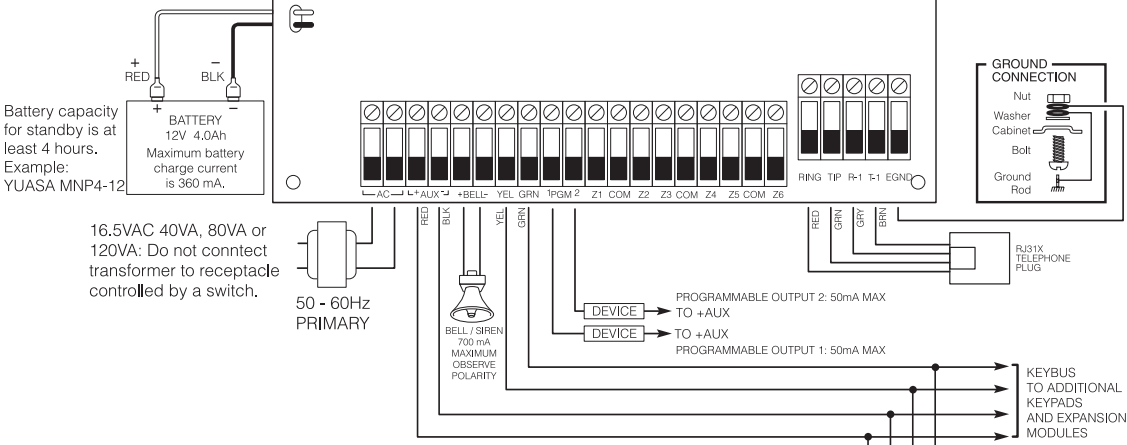 +
RED
−
BLK
+
−
BATTERY
12V 4.0Ah
Maximum battery
charge current
is 360 mA.
Battery capacity
for standby is at
least 4 hours.
Example:
YUASA MNP4-12
AC
+AUX-
+BELL-
YEL
GRN
1PGM 2
Z1
COM
Z2
Z3
COM
Z4
Z5
COM
Z6
RING
TIP
R-1
T-1
EGND
GROUND
CONNECTION
Nut
Washer
Cabinet
Bolt
Ground
Rod
RED
BLK
YEL
GRN
RED
GRN
GRY
BRN
16.5VAC 40VA, 80VA or
120VA: Do not conntect
transformer to receptacle
controlled by a switch.
50 - 60Hz
PRIMARY
BELL / SIREN
700 mA
MAXIMUM
OBSERVE
POLARITY
RJ31X
TELEPHONE
PLUG
PROGRAMMABLE OUTPUT 2: 50mA MAX
DEVICE
TO +AUX
DEVICE
TO +AUX
PROGRAMMABLE OUTPUT 1: 50mA MAX
KEYBUS
TO ADDITIONAL
KEYPADS
AND EXPANSION
MODULES